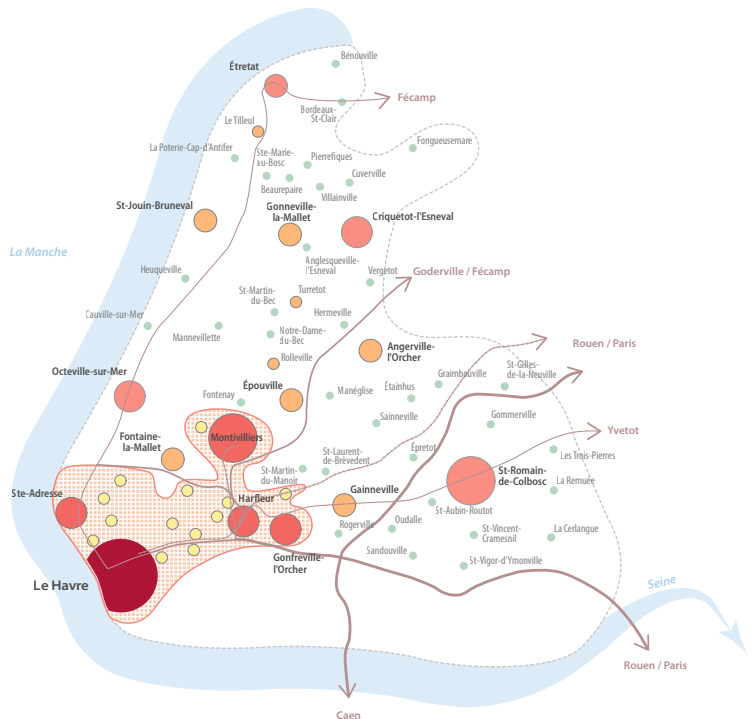 Bénouville
Étretat
Fécamp
Bordeaux-
St-Clair
Le Tilleul
Fongueusemare
La Poterie-Cap-d'Antifer
Ste-Marie-
au-Bosc
Pierrefiques
Cuverville
Beaurepaire
Villainville
St-Jouin-Bruneval
Gonneville-
la-Mallet
Criquetot-l'Esneval
La Manche
Anglesqueville-
l'Esneval
Heuqueville
Vergetot
Goderville / Fécamp
St-Martin-
du-Bec
Turretot
Cauville-sur-Mer
Hermeville
Mannevillette
Notre-Dame-
du-Bec
Angerville-
l'Orcher
Rouen / Paris
Rolleville
St-Gilles-
de-la-Neuville
Octeville-sur-Mer
Graimbouville
Épouville
Étainhus
Fontenay
Manéglise
Gommerville
Sainneville
Yvetot
Fontaine-
la-Mallet
Montivilliers
St-Laurent-
de-Brèvedent
Épretot
Les Trois-Pierres
St-Martin-
du-Manoir
St-Romain-
de-Colbosc
La Remuée
Ste-Adresse
Harfleur
Gainneville
St-Aubin-Routot
Rogerville
Oudalle
St-Vincent-
Cramesnil
La Cerlangue
Gonfreville-
l'Orcher
Sandouville
St-Vigor-d'Ymonville
Le Havre
Seine
Rouen / Paris
Caen